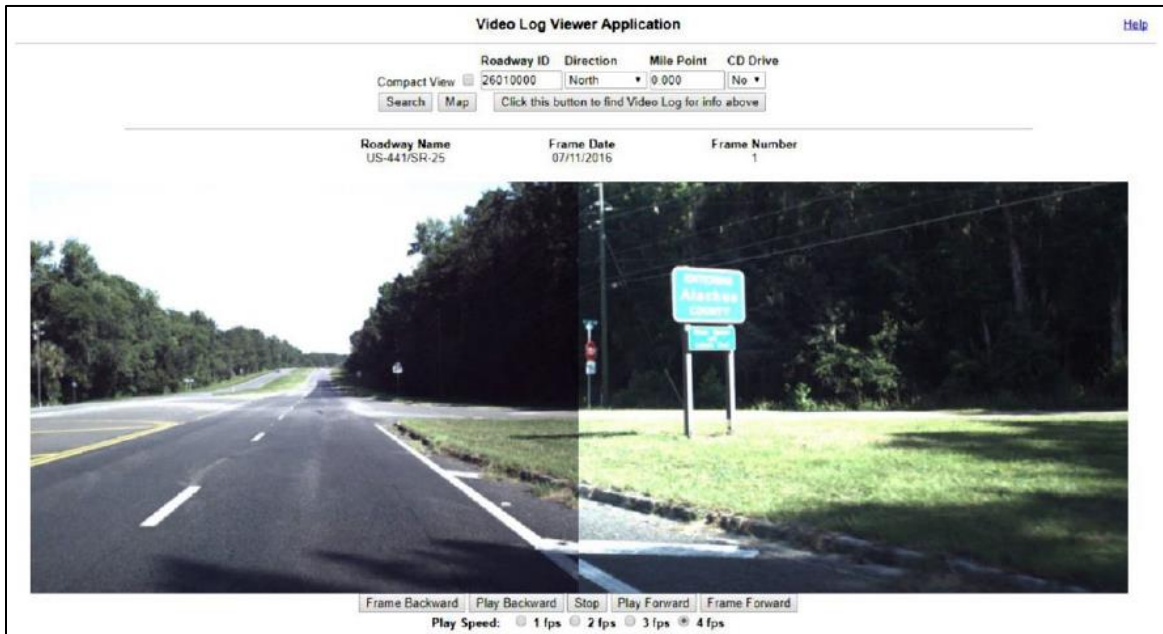 Video Log Viewer Application
Help
Roadway ID Direction Mile Point CD Drive
Compact View 26010000 North 0.000 No
Search Map Click this button to find Video Log for info above
Roadway Name Frame Date Frame Number
US-441/SR-25 07/11/2016 1
ENTERING
Alachua
COUNTY
Frame Backward Play Backward Stop Play Forward Frame Forward
Play Speed: 1 fps 2 fps 3 fps 4 fps